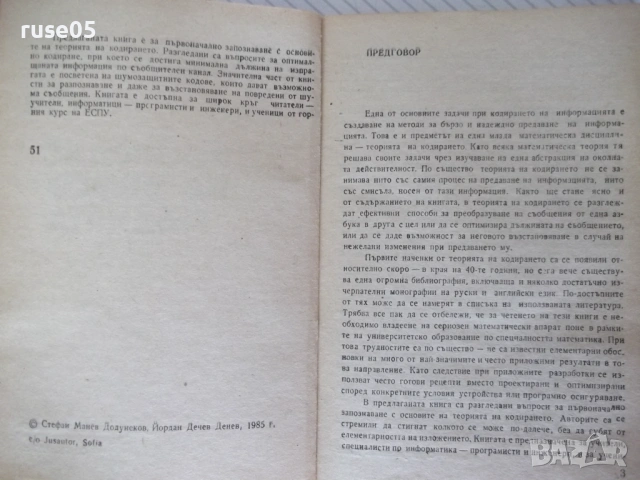 ruse05
Предлаганата книга е за първоначално запознаване с основи-
те на теорията на кодирането. Разгледани са въпросите за оптимал-
но кодиране, при което се постига минимална дължина на изпра-
щаната информация по съобщителен канал. Значителна част от кни-
гата е посветена на шумозащитните кодове, които дават възможност
за разпознаване и даже за възстановяване на повредени от шу-
ма съобщения. Книгата е достъпна за широк кръг читатели —
учители, информатици — програмисти и инженери, и ученици от гор-
ния курс на ЕСПУ.
51
© Стефан Манев Додунеков, Йордан Дечев Денев, 1985 г.
c/o Jusautor, Sofia
ПРЕДГОВОР
Една от основните задачи при кодирането на информацията е
създаване на методи за бързо и надеждно предаване на инфор-
мацията. Това е и предметът на една млада математическа дисципли-
на — теорията на кодирането. Като всяка математическа теория тя
решава своите задачи чрез изучаване на една абстракция на околна-
та действителност. По същество теорията на кодирането не се за-
нимава нито със самия процес на предаване на информацията, нито
със смисъла, носен от тази информация. Както ще стане ясно и
от съдържанието на книгата, в теорията на кодирането се разглеж-
дат ефективни способи за преобразуване на съобщения от една аз-
бука в друга с цел или да се оптимизира дължината на съобщението,
или да се даде възможност за неговото възстановяване в случай на
нежелани изменения при предаването му.
Първите наченки от теорията на кодирането са се появили от-
носително скоро — в края на 40-те години, но сега вече съществу-
ва една огромна библиография, включваща и няколко достатъчно из-
черпателни монографии на руски и английски език. По-достъпните
от тях може да се намерят в списъка на използваната литература.
Трябва все пак да се отбележи, че за четенето на тези книги е не-
обходимо владеене на сериозен математически апарат поне в рамки-
те на университетско образование по специалността математика. При
това трудностите са по същество — не са известни елементарни обос-
новки на много от най-значимите и често приложими резултати в то-
ва направление. Като следствие при приложните разработки се из-
ползват често готови рецепти вместо проектиране и оптимизиране
според конкретните условия устройства или програмно осигуряване.
В предлаганата книга са разгледани въпроси за първоначално
запознаване с основите на теорията на кодирането. Авторите са се
стремили да стигнат колкото се може по-далече, без да губят от
елементарността на изложението. Книгата е предназначена за
специалисти по информатика — програмисти и инженери
3
BAZAR